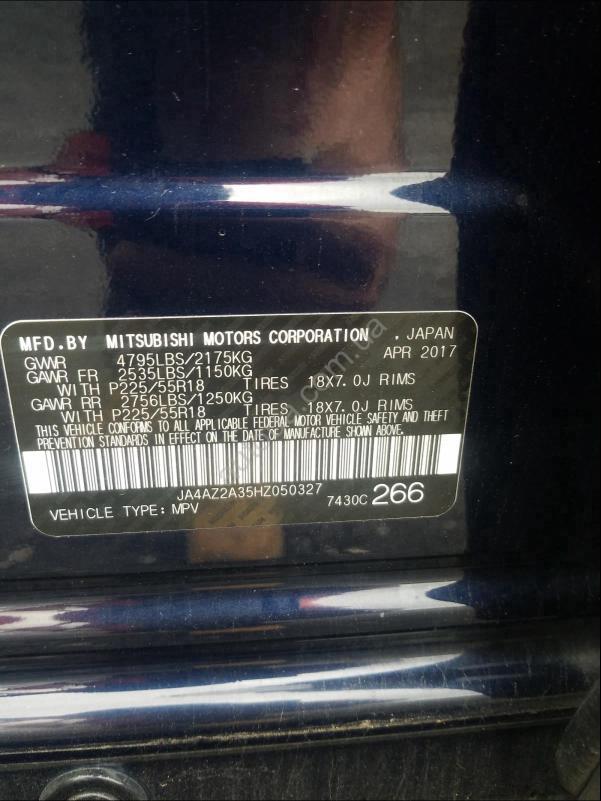 MFD.BY MITSUBISHI MOTORS CORPORATION , JAPAN
GVWR 4795LBS/2175KG APR 2017
GAWR FR 2535LBS/1150KG
WITH P225/55R18 TIRES 18X7.0J RIMS
GAWR RR 2756LBS/1250KG
WITH P225/55R18 TIRES 18X7.0J RIMS
THIS VEHICLE CONFORMS TO ALL APPLICABLE FEDERAL MOTOR VEHICLE SAFETY AND THEFT
PREVENTION STANDARDS IN EFFECT ON THE DATE OF MANUFACTURE SHOWN ABOVE.
JA4AZ2A35HZ050327
VEHICLE TYPE: MPV 7430C 266